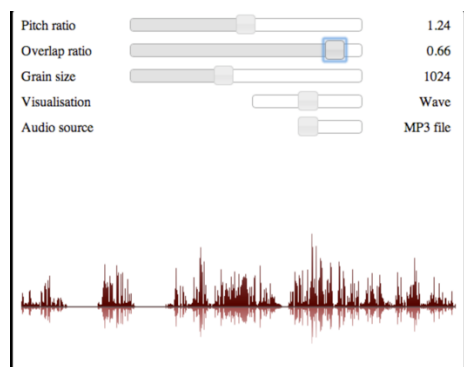 Pitch ratio 1.24
Overlap ratio 0.66
Grain size 1024
Visualisation Wave
Audio source MP3 file